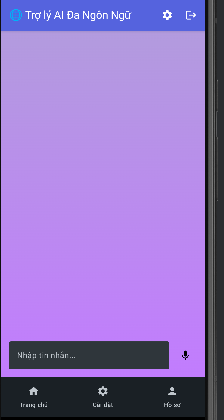 Trợ lý AI Đa Ngôn Ngữ
Nhập tin nhắn...
Trang chủ Cài đặt Hồ sơ